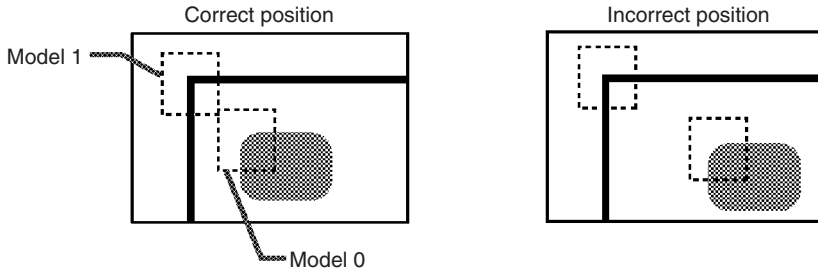 Correct position
Incorrect position
Model 1
Model 0